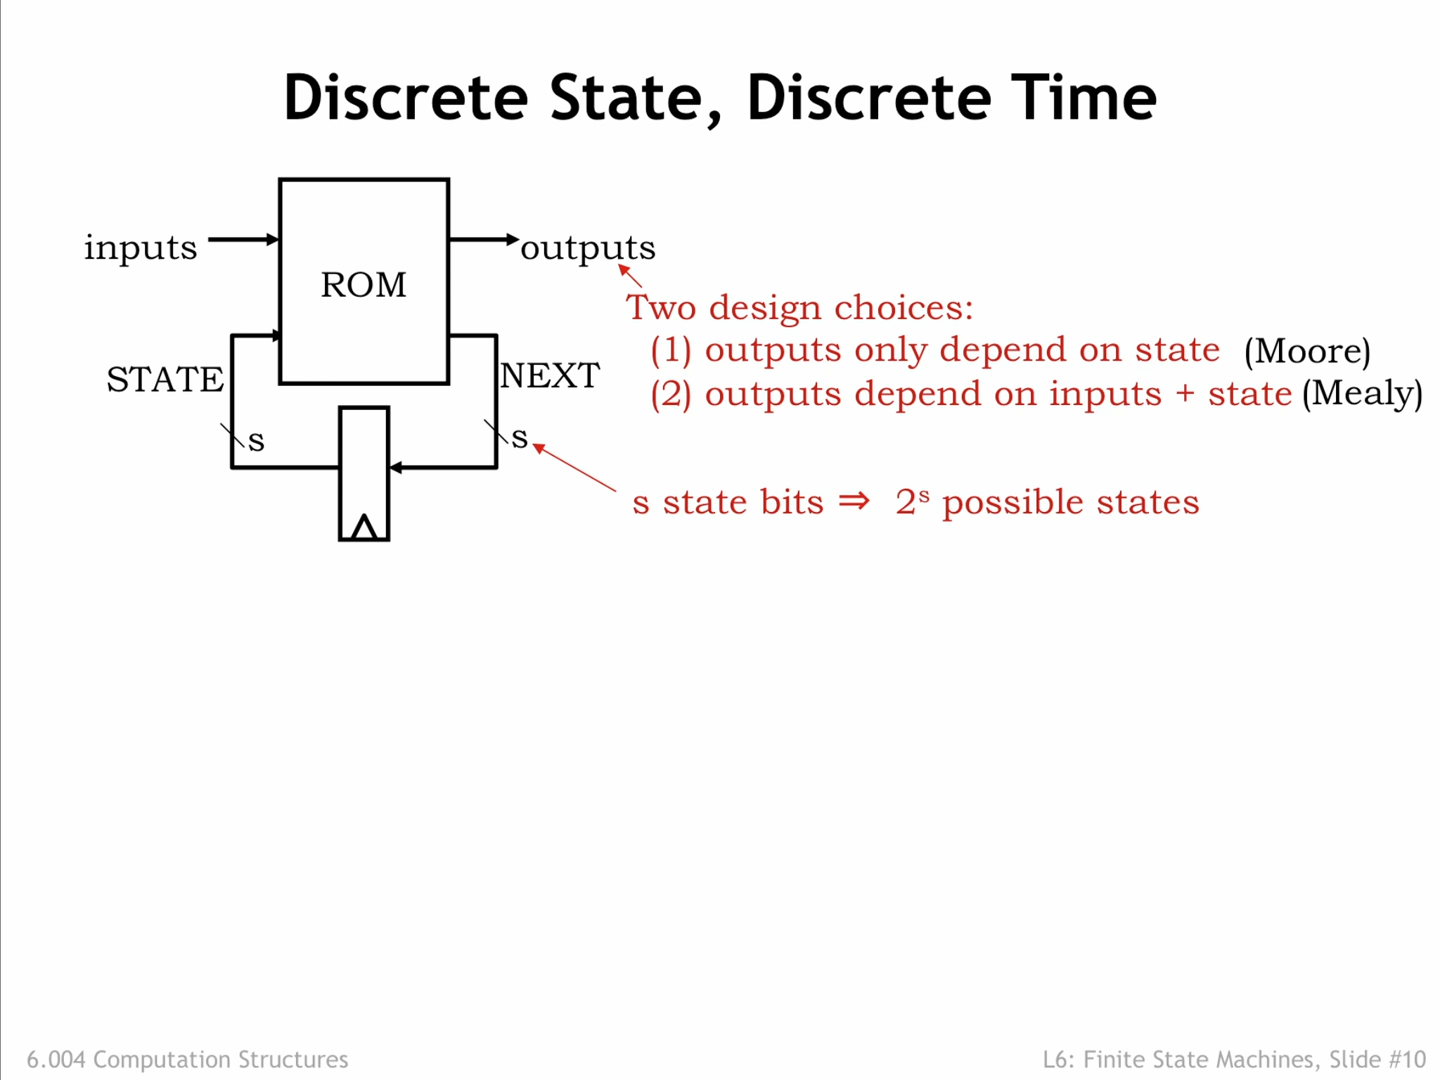 Discrete State, Discrete Time
inputs
ROM
outputs
Two design choices:
(1) outputs only depend on state (Moore)
(2) outputs depend on inputs + state (Mealy)
STATE
NEXT
s
s
s state bits ⇒ 2ˢ possible states
6.004 Computation Structures
L6: Finite State Machines, Slide #10